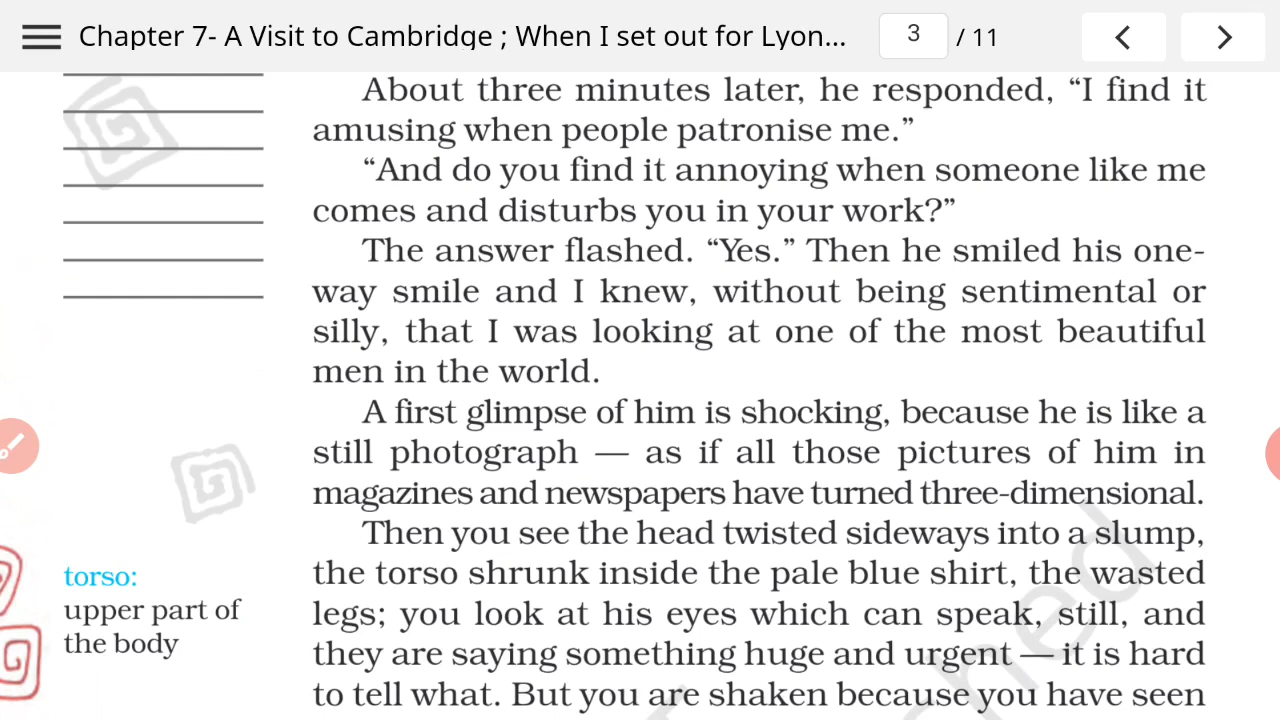 Chapter 7- A Visit to Cambridge ; When I set out for Lyon...
3 / 11
About three minutes later, he responded, “I find it
amusing when people patronise me.”
“And do you find it annoying when someone like me
comes and disturbs you in your work?”
The answer flashed. “Yes.” Then he smiled his one-
way smile and I knew, without being sentimental or
silly, that I was looking at one of the most beautiful
men in the world.
A first glimpse of him is shocking, because he is like a
still photograph — as if all those pictures of him in
magazines and newspapers have turned three-dimensional.
Then you see the head twisted sideways into a slump,
the torso shrunk inside the pale blue shirt, the wasted
legs; you look at his eyes which can speak, still, and
they are saying something huge and urgent — it is hard
to tell what. But you are shaken because you have seen
torso:
upper part of
the body